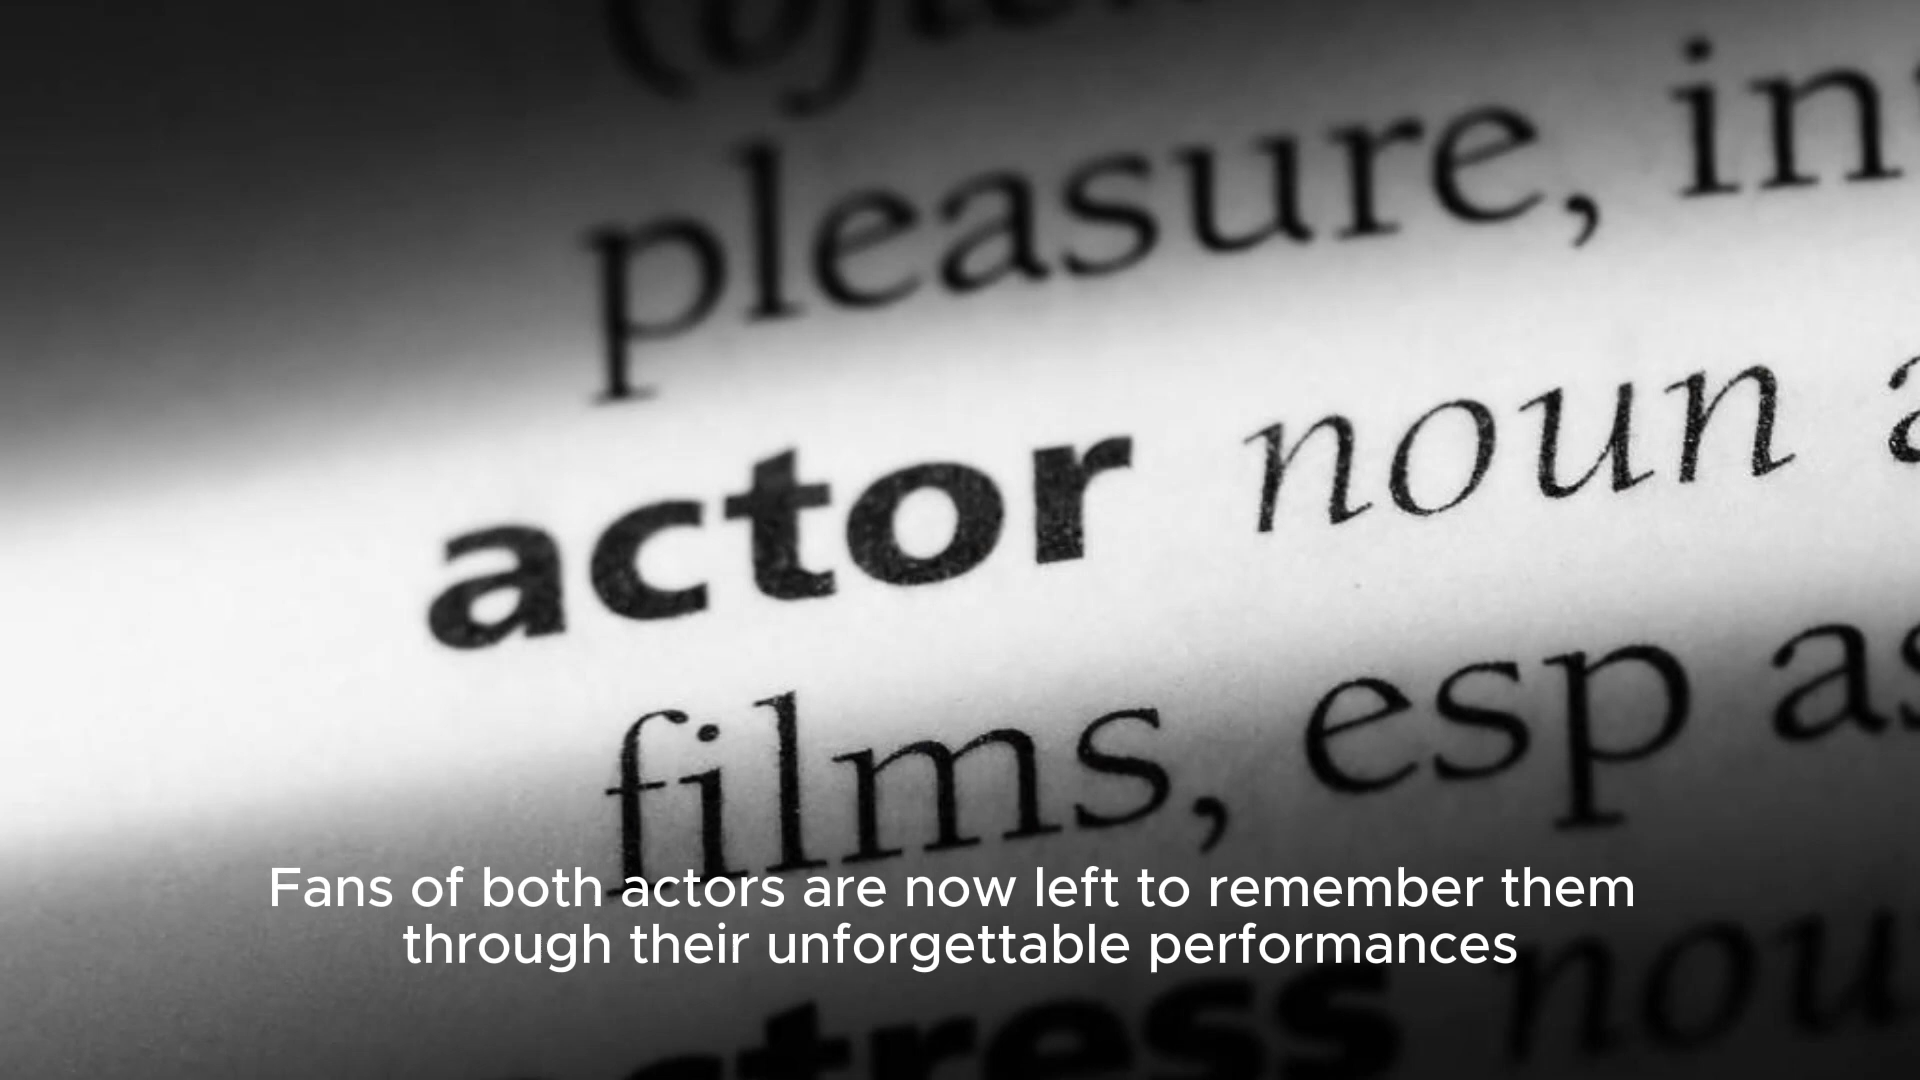 pleasure, in
actor noun a
films, esp as
Fans of both actors are now left to remember them
through their unforgettable performances